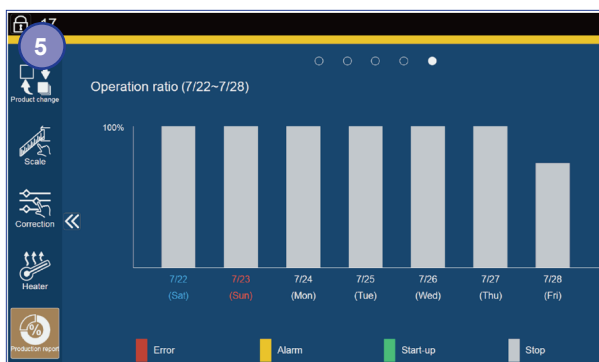 17
5
Product change
Operation ratio (7/22~7/28)
100%
Scale
Correction
Heater
7/22 7/23 7/24 7/25 7/26 7/27 7/28
(Sat) (Sun) (Mon) (Tue) (Wed) (Thu) (Fri)
Production report
Error Alarm Start-up Stop